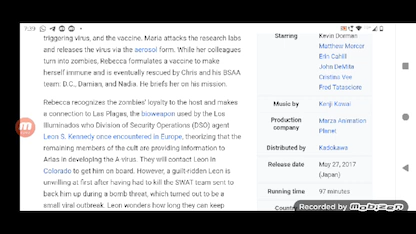 7:39
triggering virus, and the vaccine. Maria attacks the research labs
and releases the virus via the aerosol form. While her colleagues
turn into zombies, Rebecca formulates a vaccine to make
herself immune and is eventually rescued by Chris and his BSAA
team: D.C., Damian, and Nadia. He briefs her on his mission.
Rebecca recognizes the zombies' loyalty to the host and makes
a connection to Las Plagas, the bioweapon used by the Los
Illuminados who Division of Security Operations (DSO) agent
Leon S. Kennedy once encountered in Europe, theorizing that the
remaining members of the cult are providing information to
Arias in developing the A-virus. They will contact Leon in
Colorado to get him on board. However, a guilt-ridden Leon is
unwilling at first after having had to kill the SWAT team sent to
back him up during a bomb threat, which turned out to be a
small viral outbreak. Leon wonders how long they can keep
Starring
Kevin Dorman
Matthew Mercer
Erin Cahill
John DeMita
Cristina Vee
Fred Tatasciore
Music by
Kenji Kawai
Production
company
Marza Animation
Planet
Distributed by
Kadokawa
Release date
May 27, 2017
(Japan)
Running time
97 minutes
Recorded by
Mobizen